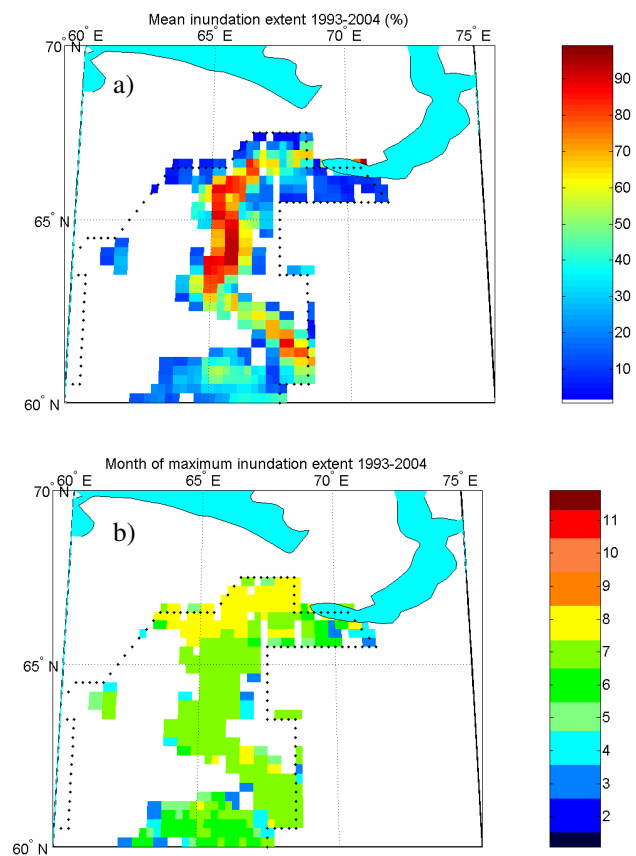 Mean inundation extent 1993-2004 (%)
60° E 65° E 70° E 75° E
70° N
a)
65° N
60° N
90
80
70
60
50
40
30
20
10
Month of maximum inundation extent 1993-2004
60° E 65° E 70° E 75° E
70° N
b)
65° N
60° N
11
10
9
8
7
6
5
4
3
2